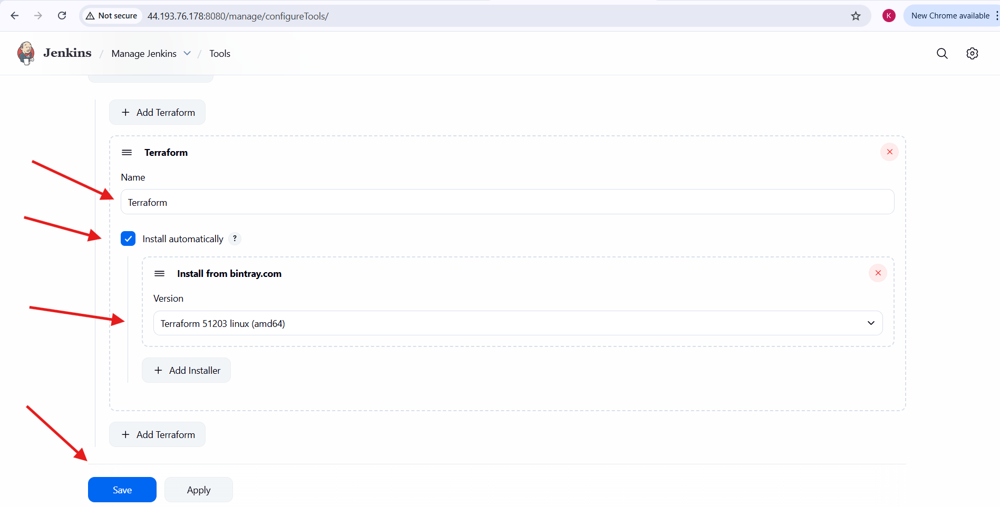 Not secure 44.193.76.178:8080/manage/configureTools/ K New Chrome available
Jenkins / Manage Jenkins / Tools
+ Add Terraform
Terraform
Name
Terraform
Install automatically ?
Install from bintray.com
Version
Terraform 51203 linux (amd64)
+ Add Installer
+ Add Terraform
Save Apply